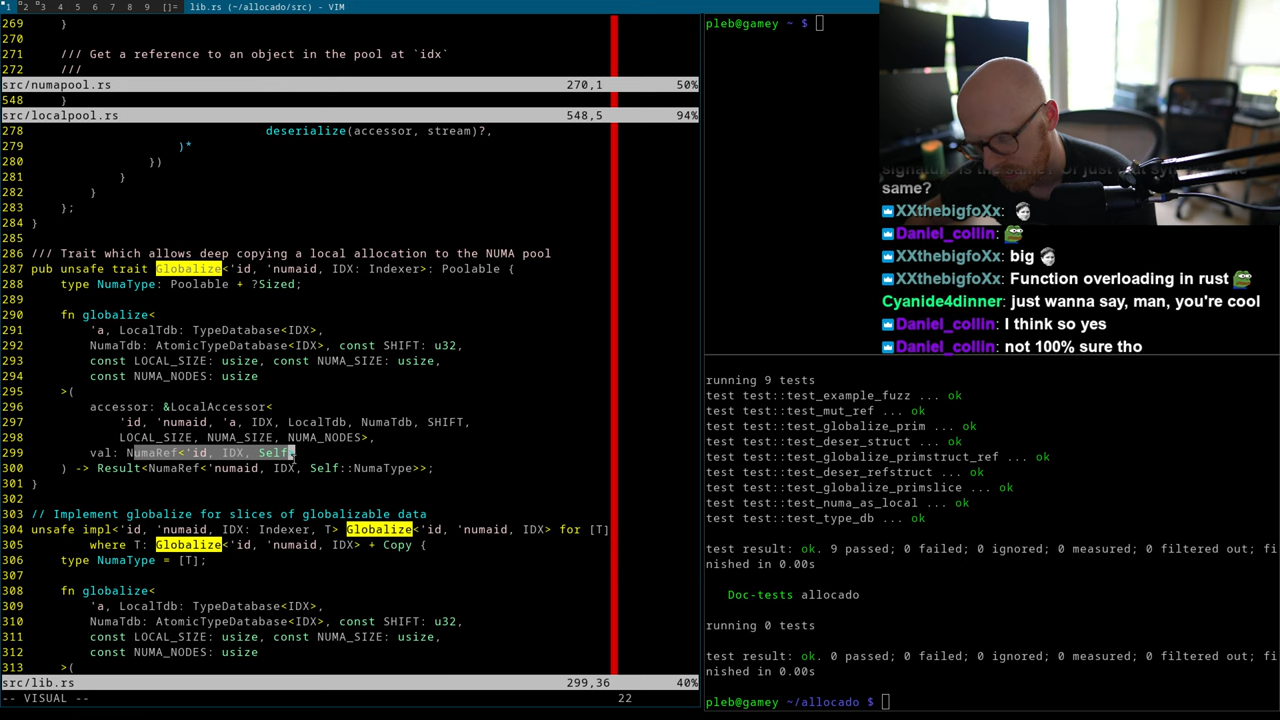 1 2 3 4 5 6 7 8 9 []= lib.rs (~/allocado/src) - VIM
269 }
270
271 /// Get a reference to an object in the pool at `idx`
272 ///
src/numapool.rs 270,1 50%
548 }
src/localpool.rs 548,5 94%
278 deserialize(accessor, stream)?,
279 )*
280 })
281 }
282 }
283 };
284 }
285
286 /// Trait which allows deep copying a local allocation to the NUMA pool
287 pub unsafe trait Globalize<'id, 'numaid, IDX: Indexer>: Poolable {
288 type NumaType: Poolable + ?Sized;
289
290 fn globalize<
291 'a, LocalTdb: TypeDatabase<IDX>,
292 NumaTdb: AtomicTypeDatabase<IDX>, const SHIFT: u32,
293 const LOCAL_SIZE: usize, const NUMA_SIZE: usize,
294 const NUMA_NODES: usize
295 >(
296 accessor: &LocalAccessor<
297 'id, 'numaid, 'a, IDX, LocalTdb, NumaTdb, SHIFT,
298 LOCAL_SIZE, NUMA_SIZE, NUMA_NODES>,
299 val: NumaRef<'id, IDX, Self>
300 ) -> Result<NumaRef<'numaid, IDX, Self::NumaType>>;
301 }
302
303 // Implement globalize for slices of globalizable data
304 unsafe impl<'id, 'numaid, IDX: Indexer, T> Globalize<'id, 'numaid, IDX> for [T]
305 where T: Globalize<'id, 'numaid, IDX> + Copy {
306 type NumaType = [T];
307
308 fn globalize<
309 'a, LocalTdb: TypeDatabase<IDX>,
310 NumaTdb: AtomicTypeDatabase<IDX>, const SHIFT: u32,
311 const LOCAL_SIZE: usize, const NUMA_SIZE: usize,
312 const NUMA_NODES: usize
313 >(
src/lib.rs 299,36 40%
-- VISUAL -- 22
pleb@gamey ~ $
same?
XXthebigfoXx:
Daniel_collin:
XXthebigfoXx: big
XXthebigfoXx: Function overloading in rust
Cyanide4dinner: just wanna say, man, you're cool
Daniel_collin: I think so yes
Daniel_collin: not 100% sure tho
running 9 tests
test test::test_example_fuzz ... ok
test test::test_mut_ref ... ok
test test::test_globalize_prim ... ok
test test::test_deser_struct ... ok
test test::test_globalize_primstruct_ref ... ok
test test::test_deser_refstruct ... ok
test test::test_globalize_primslice ... ok
test test::test_numa_as_local ... ok
test test::test_type_db ... ok
test result: ok. 9 passed; 0 failed; 0 ignored; 0 measured; 0 filtered out; fi
nished in 0.00s
Doc-tests allocado
running 0 tests
test result: ok. 0 passed; 0 failed; 0 ignored; 0 measured; 0 filtered out; fi
nished in 0.00s
pleb@gamey ~/allocado $